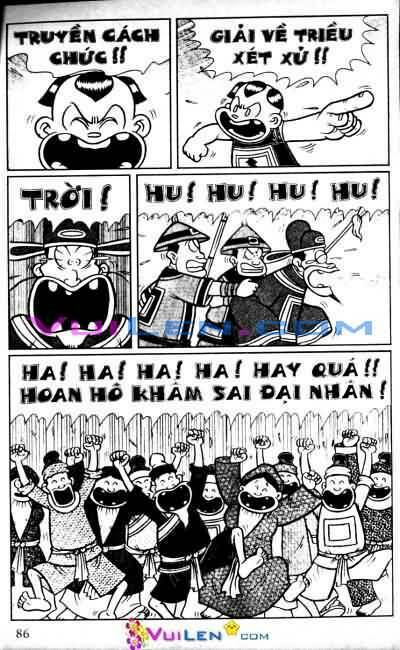 TRUYỀN CÁCH
CHỨC!!
GIẢI VỀ TRIỀU
XÉT XỬ!!
TRỜI!
HU! HU! HU! HU!
VuiLen.com
HA! HA! HA! HA! HAY QUÁ!!
HOAN HÔ KHÂM SAI ĐẠI NHÂN!
86
VuiLen.com